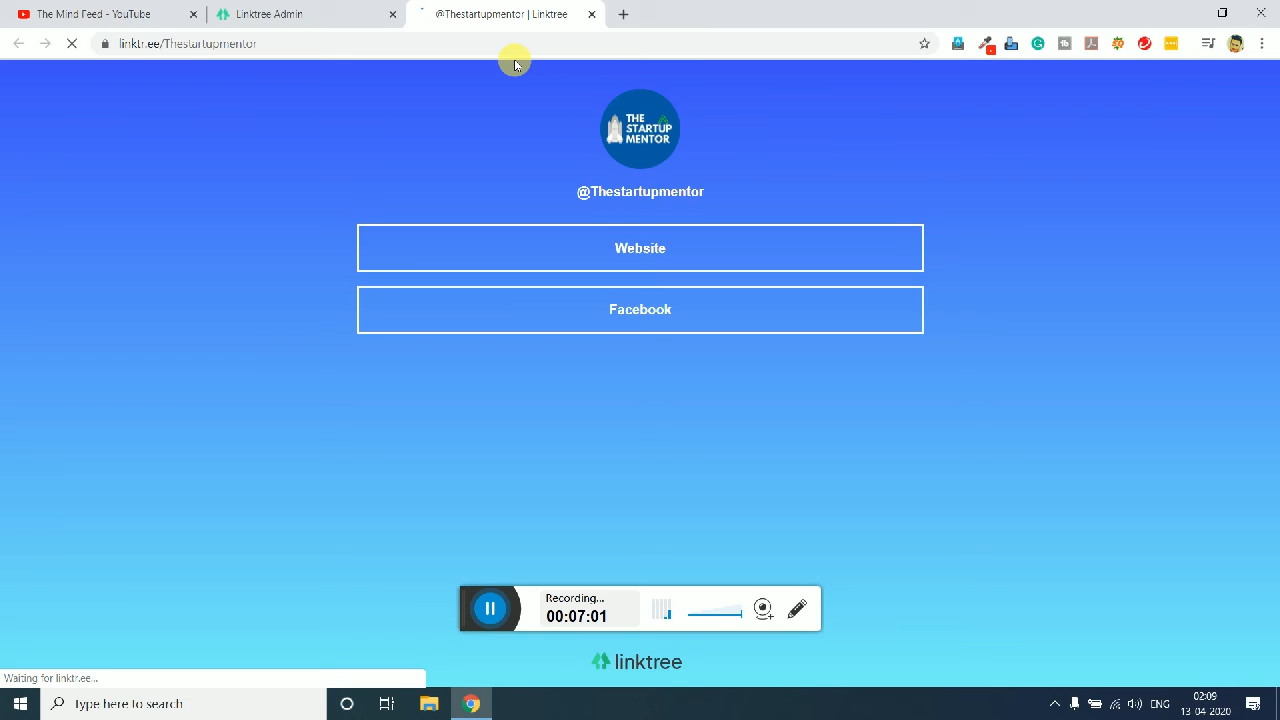 The Mind Feed - YouTube
Linktree Admin
@Thestartupmentor | Linktree
linktr.ee/Thestartupmentor
THE
STARTUP
MENTOR
@Thestartupmentor
Website
Facebook
Recording...
00:07:01
linktree
Waiting for linktr.ee...
Type here to search
ENG
02:09
13-04-2020